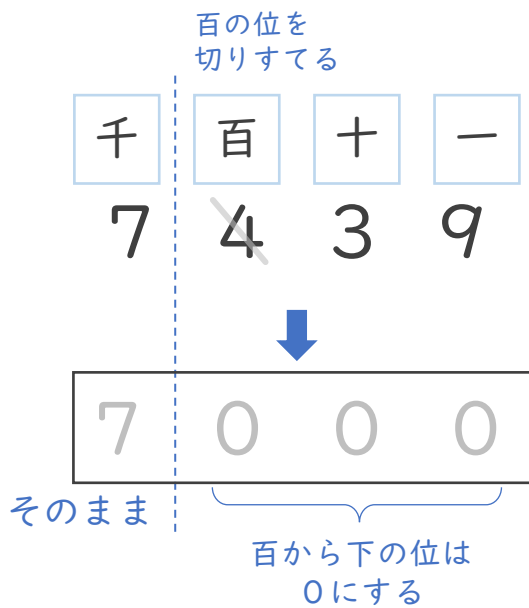 百の位を
切りすてる
千 百 十 一
7 4 3 9
7 0 0 0
そのまま
百から下の位は
0にする